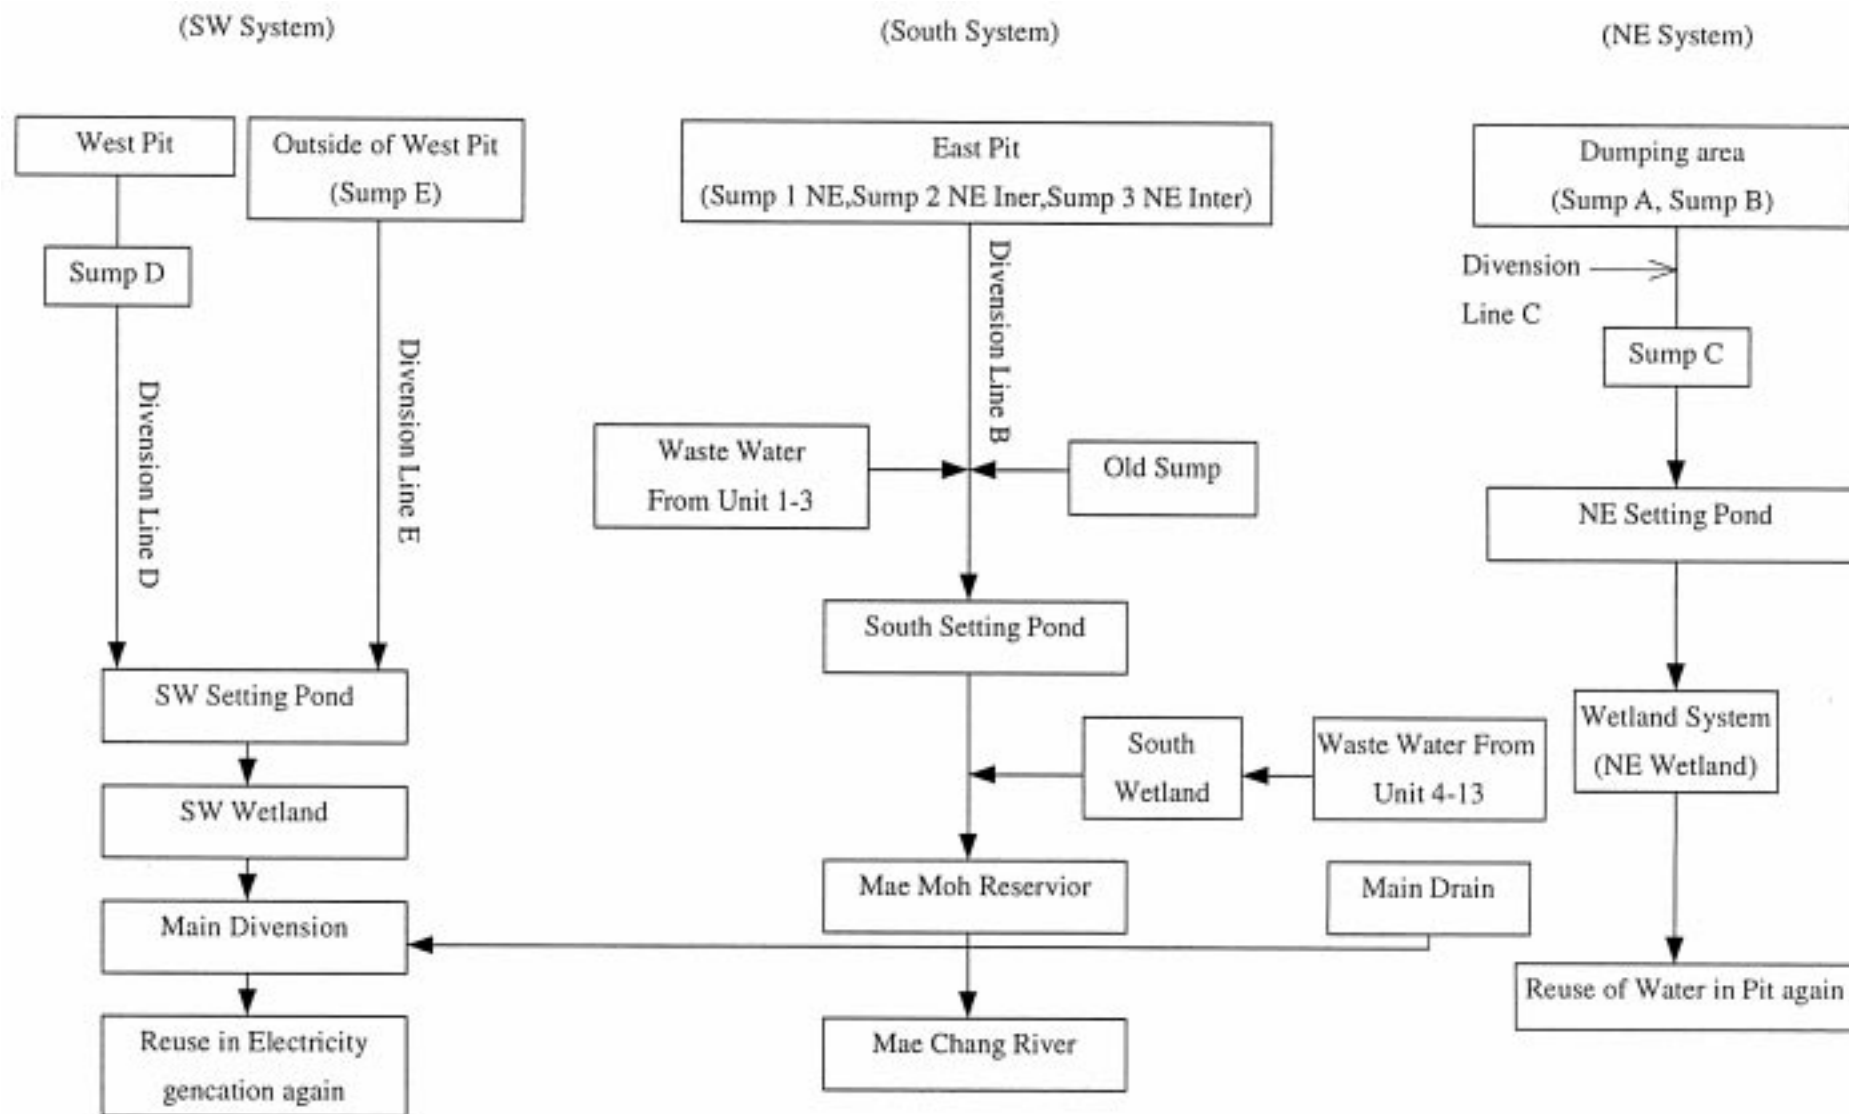 (SW System)
(South System)
(NE System)
West Pit
Outside of West Pit
(Sump E)
East Pit
(Sump 1 NE,Sump 2 NE Iner,Sump 3 NE Inter)
Dumping area
(Sump A, Sump B)
Sump D
Divension Line D
Divension Line E
Divension Line B
Divension
Line C
Sump C
Waste Water
From Unit 1-3
Old Sump
NE Setting Pond
South Setting Pond
SW Setting Pond
South
Wetland
Waste Water From
Unit 4-13
Wetland System
(NE Wetland)
SW Wetland
Mae Moh Reservior
Main Drain
Main Divension
Reuse of Water in Pit again
Reuse in Electricity
gencation again
Mae Chang River